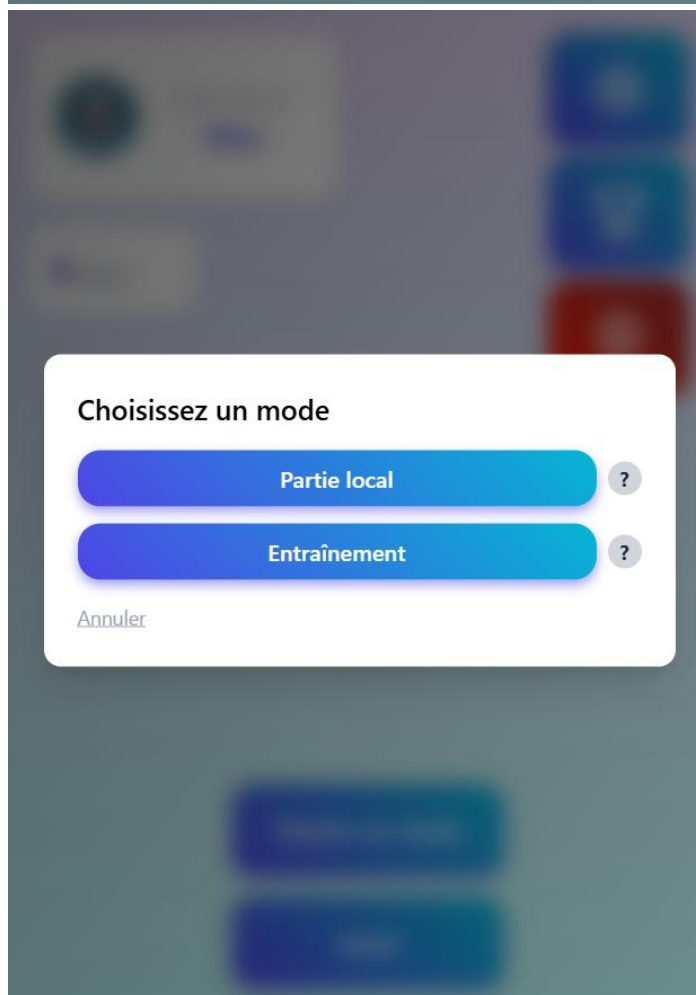 Choisissez un mode
Partie local
?
Entraînement
?
Annuler